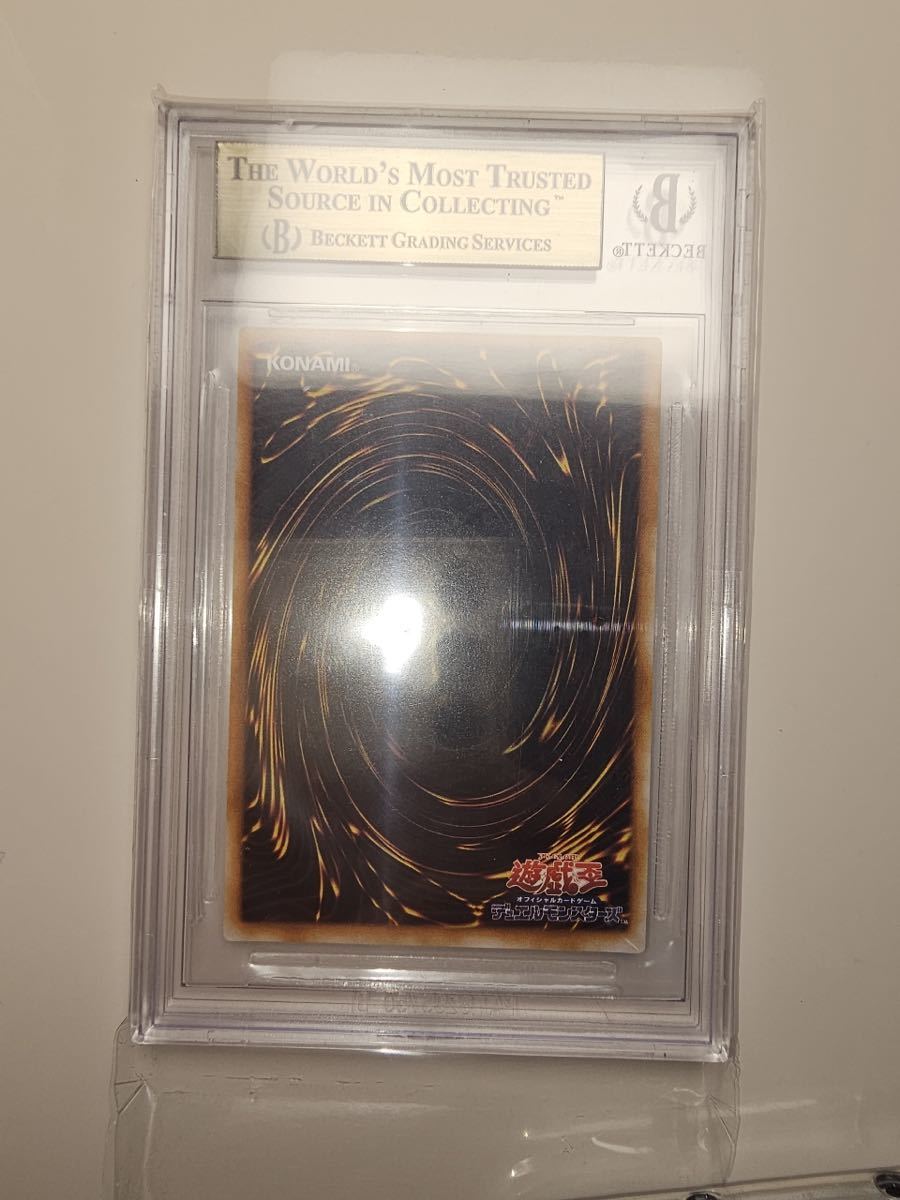 THE WORLD'S MOST TRUSTED
SOURCE IN COLLECTING™
(B) BECKETT GRADING SERVICES
B
BECKETT®
KONAMI®
遊戯王
オフィシャルカードゲーム
デュエルモンスターズ